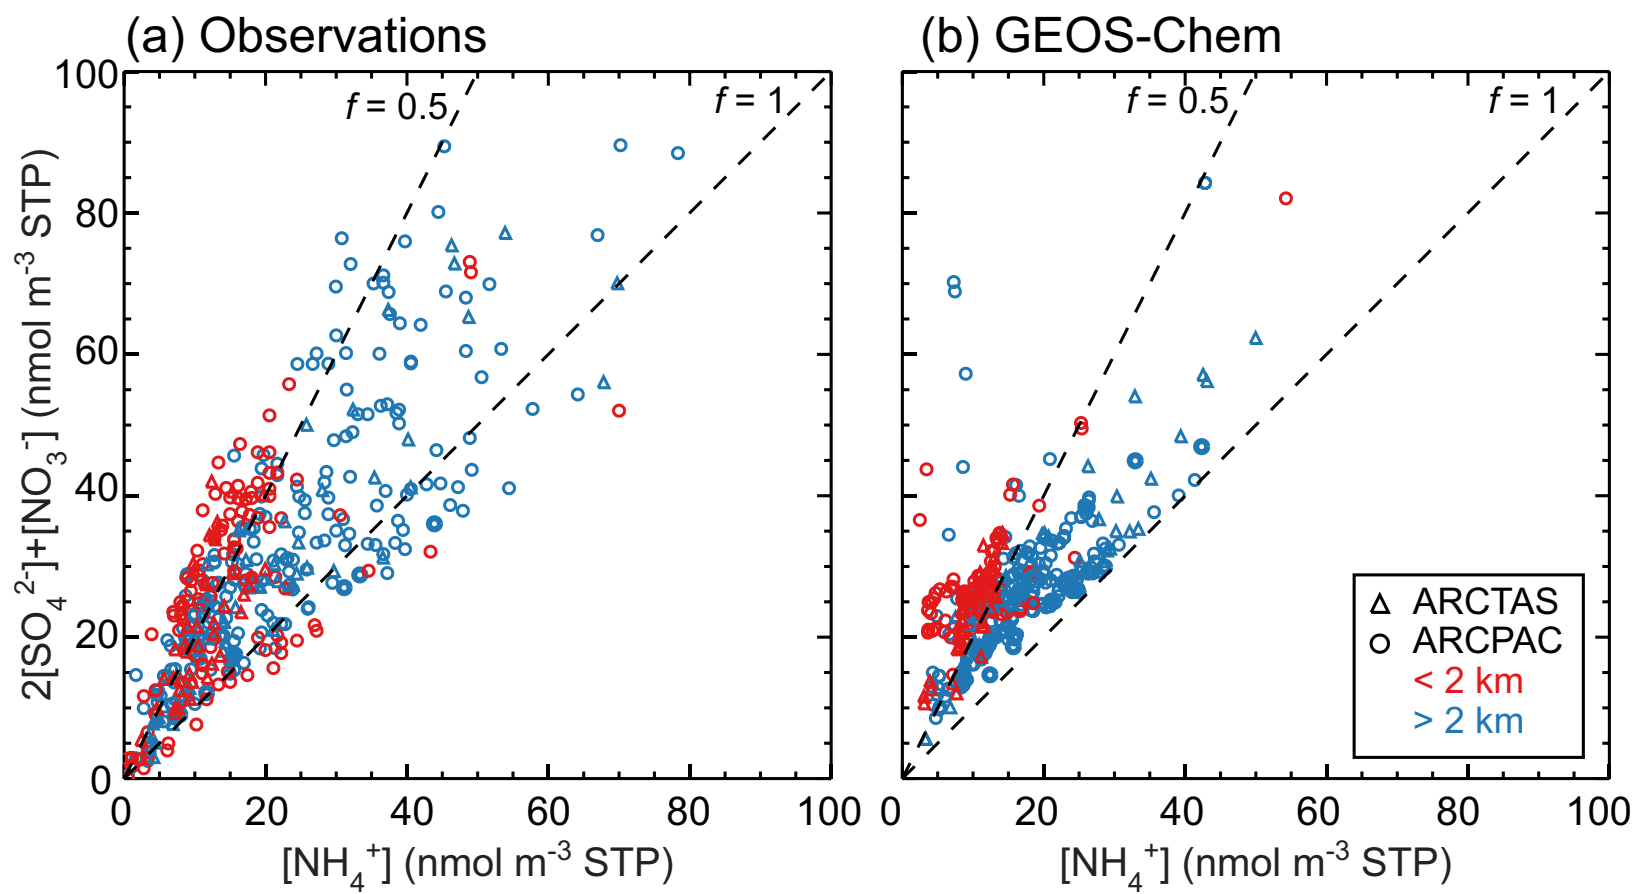 (a) Observations
(b) GEOS-Chem
100
80
60
40
20
0
f = 0.5
f = 1
f = 0.5
f = 1
2[SO₄²⁻]+[NO₃⁻] (nmol m⁻³ STP)
△ ARCTAS
○ ARCPAC
< 2 km
> 2 km
0 20 40 60 80 100
0 20 40 60 80 100
[NH₄⁺] (nmol m⁻³ STP)
[NH₄⁺] (nmol m⁻³ STP)